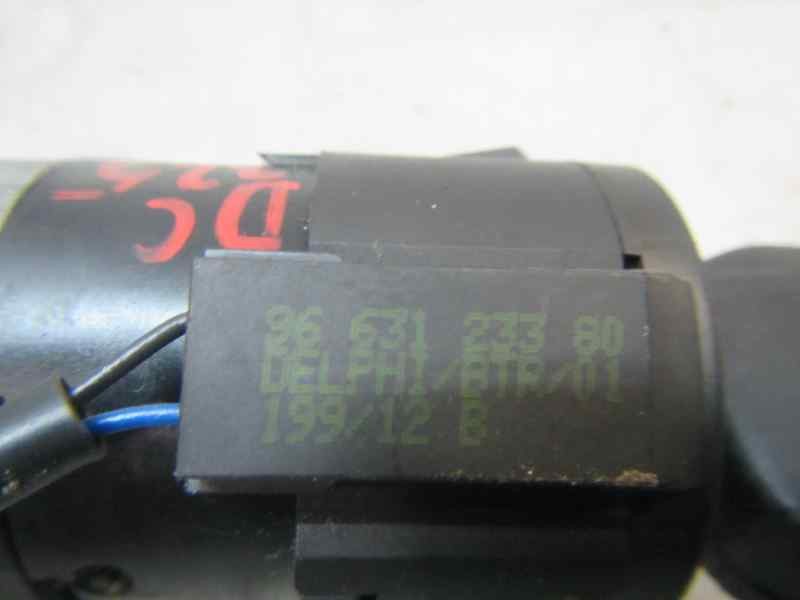 DC
96 631 233 80
DELPHI/BTR/01
199/12 B